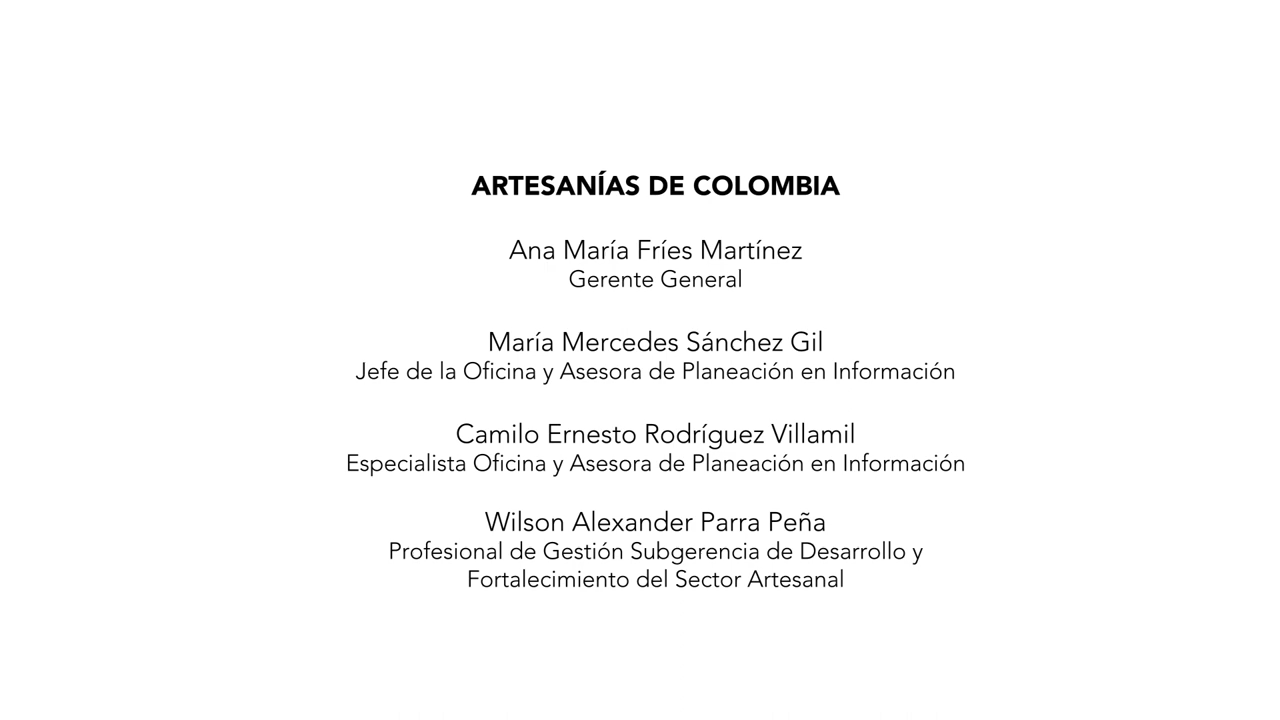 ARTESANÍAS DE COLOMBIA
Ana María Fríes Martínez
Gerente General
María Mercedes Sánchez Gil
Jefe de la Oficina y Asesora de Planeación en Información
Camilo Ernesto Rodríguez Villamil
Especialista Oficina y Asesora de Planeación en Información
Wilson Alexander Parra Peña
Profesional de Gestión Subgerencia de Desarrollo y
Fortalecimiento del Sector Artesanal